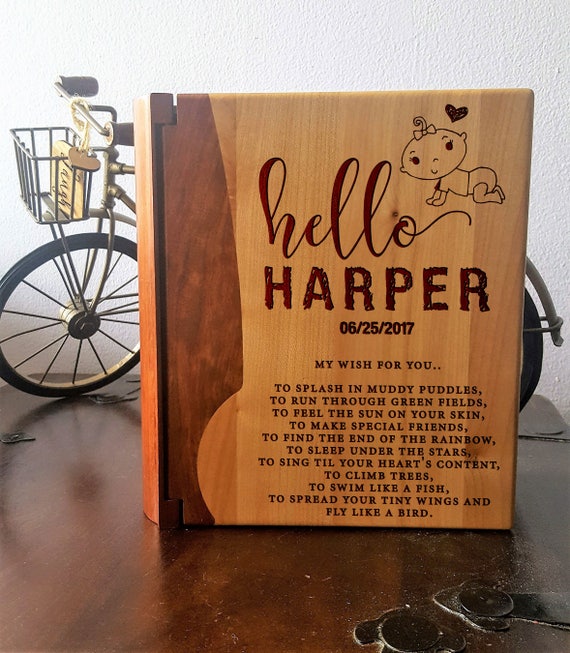 hello
HARPER
06/25/2017
MY WISH FOR YOU..
TO SPLASH IN MUDDY PUDDLES,
TO RUN THROUGH GREEN FIELDS,
TO FEEL THE SUN ON YOUR SKIN,
TO MAKE SPECIAL FRIENDS,
TO FIND THE END OF THE RAINBOW,
TO SLEEP UNDER THE STARS,
TO SING TIL YOUR HEART'S CONTENT,
TO CLIMB TREES,
TO SWIM LIKE A FISH,
TO SPREAD YOUR TINY WINGS AND
FLY LIKE A BIRD.